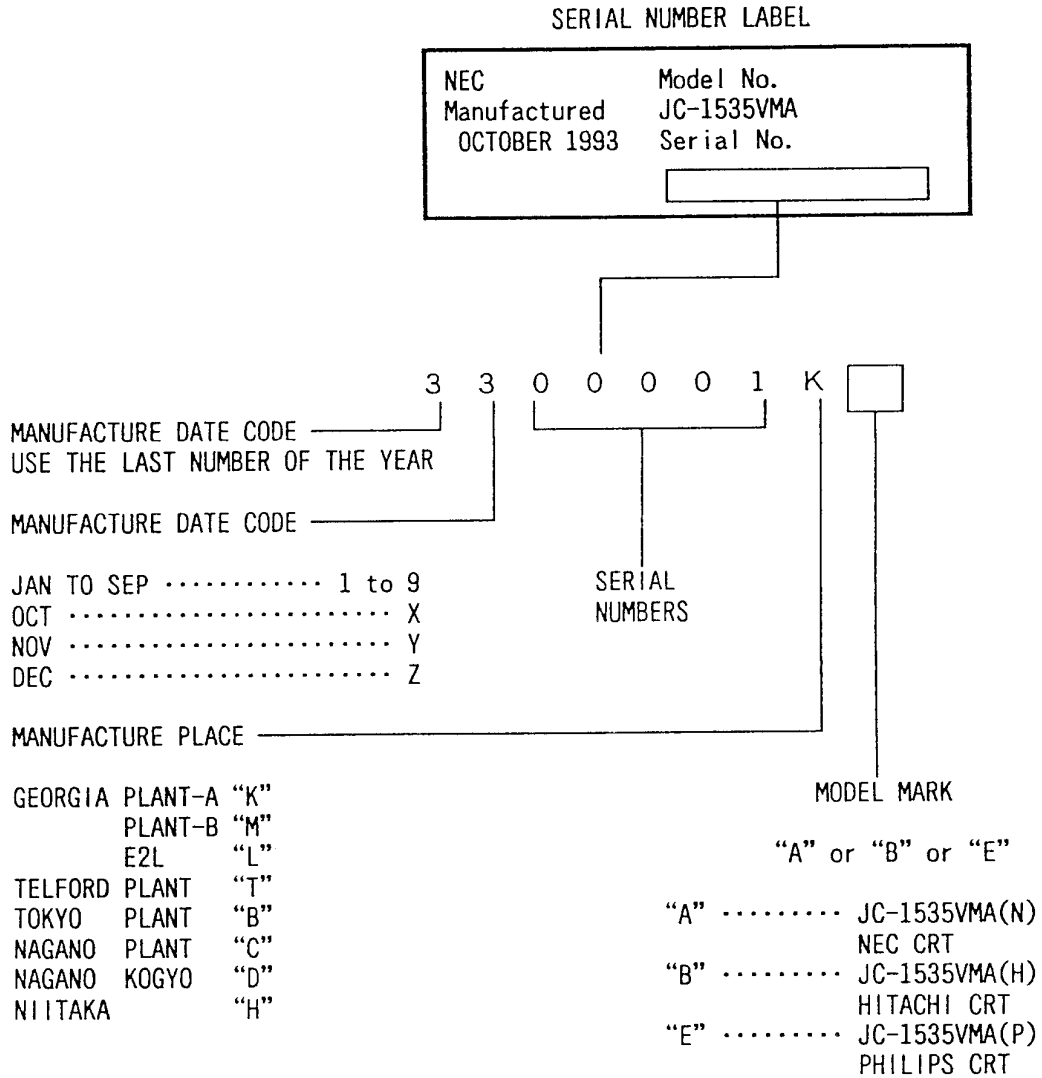 SERIAL NUMBER LABEL
NEC Model No.
Manufactured JC-1535VMA
OCTOBER 1993 Serial No.
3 3 0 0 0 0 1 K
MANUFACTURE DATE CODE
USE THE LAST NUMBER OF THE YEAR
MANUFACTURE DATE CODE
JAN TO SEP ············ 1 to 9
OCT ························ X
NOV ························ Y
DEC ························ Z
SERIAL
NUMBERS
MANUFACTURE PLACE
GEORGIA PLANT-A “K”
PLANT-B “M”
E2L “L”
TELFORD PLANT “T”
TOKYO PLANT “B”
NAGANO PLANT “C”
NAGANO KOGYO “D”
NIITAKA “H”
MODEL MARK
“A” or “B” or “E”
“A” ········· JC-1535VMA(N)
NEC CRT
“B” ········· JC-1535VMA(H)
HITACHI CRT
“E” ········· JC-1535VMA(P)
PHILIPS CRT